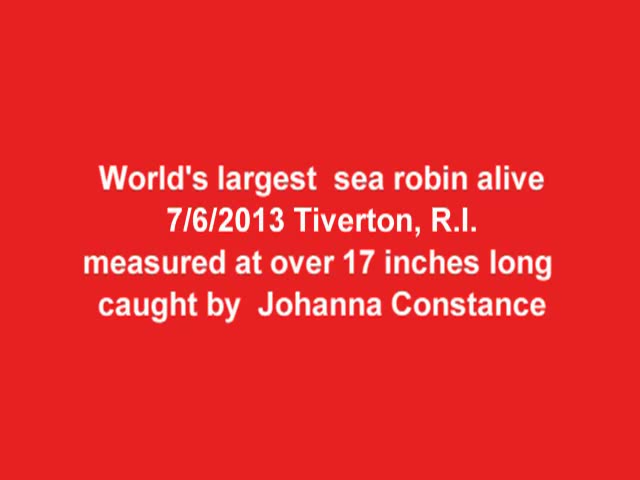 World's largest  sea robin alive
7/6/2013 Tiverton, R.I.
measured at over 17 inches long
caught by  Johanna Constance